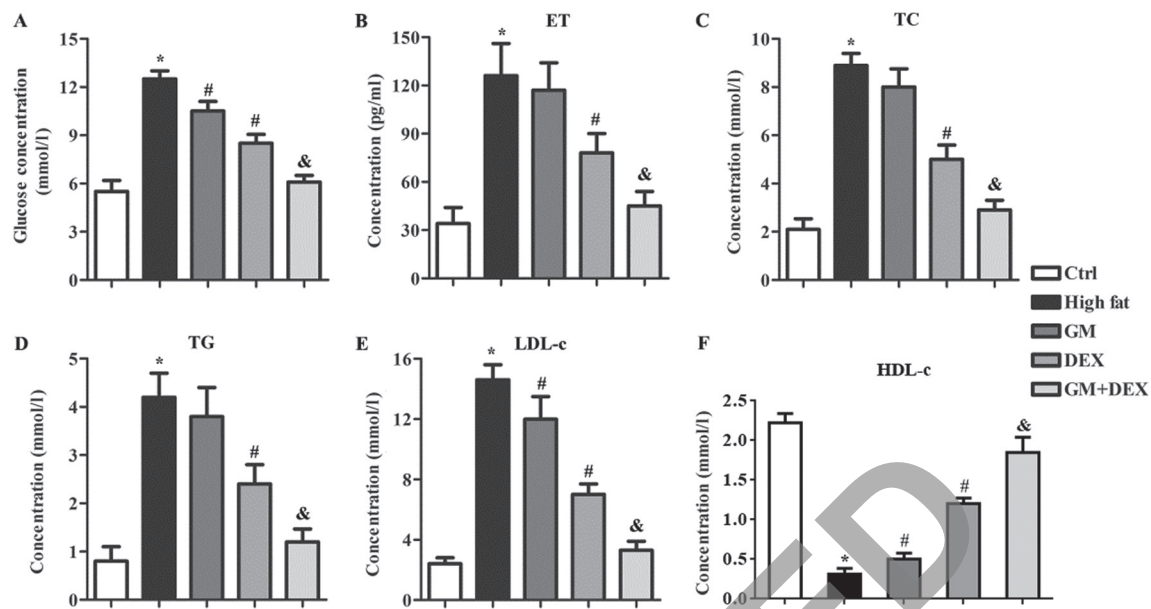 A
Glucose concentration
(mmol/l)
15
12
9
6
3
0
*
#
#
&
B
ET
Concentration (pg/ml)
150
120
90
60
30
0
*
#
&
C
TC
Concentration (mmol/l)
10
8
6
4
2
0
*
#
&
Ctrl
High fat
GM
DEX
GM+DEX
D
TG
Concentration (mmol/l)
5
4
3
2
1
0
*
#
&
E
LDL-c
Concentration (mmol/l)
16
12
8
4
0
*
#
#
&
F
HDL-c
Concentration (mmol/l)
2.5
2.0
1.5
1.0
0.5
0.0
*
#
#
&